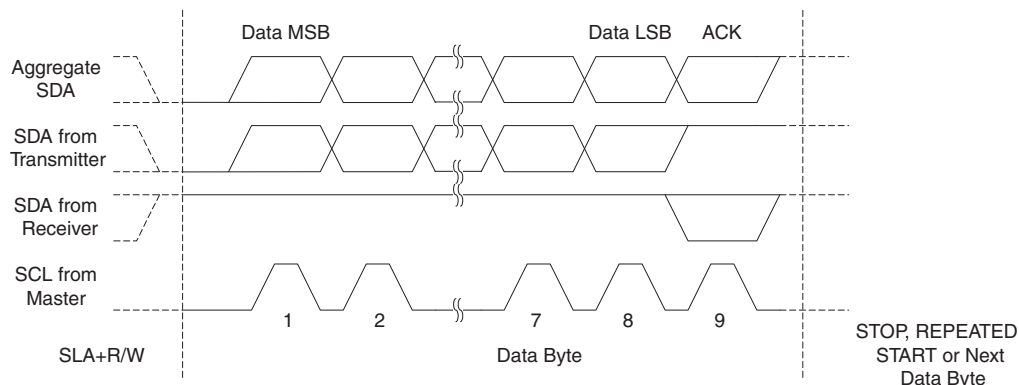 Data MSB
Data LSB
ACK
Aggregate
SDA
SDA from
Transmitter
SDA from
Receiver
SCL from
Master
1
2
7
8
9
SLA+R/W
Data Byte
STOP, REPEATED
START or Next
Data Byte